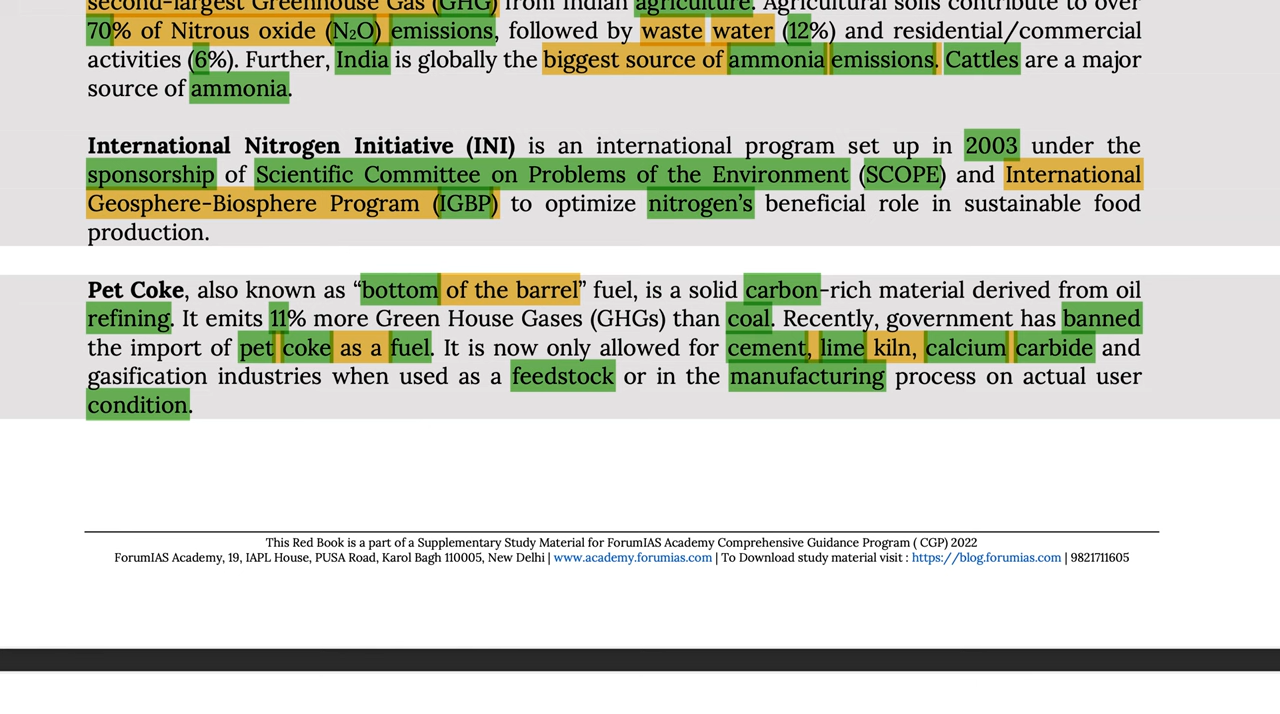 second-largest Greenhouse Gas (GHG) from Indian agriculture. Agricultural soils contribute to over
70% of Nitrous oxide (N₂O) emissions, followed by waste water (12%) and residential/commercial
activities (6%). Further, India is globally the biggest source of ammonia emissions. Cattles are a major
source of ammonia.
International Nitrogen Initiative (INI) is an international program set up in 2003 under the
sponsorship of Scientific Committee on Problems of the Environment (SCOPE) and International
Geosphere-Biosphere Program (IGBP) to optimize nitrogen’s beneficial role in sustainable food
production.
Pet Coke, also known as “bottom of the barrel” fuel, is a solid carbon-rich material derived from oil
refining. It emits 11% more Green House Gases (GHGs) than coal. Recently, government has banned
the import of pet coke as a fuel. It is now only allowed for cement, lime kiln, calcium carbide and
gasification industries when used as a feedstock or in the manufacturing process on actual user
condition.
This Red Book is a part of a Supplementary Study Material for ForumIAS Academy Comprehensive Guidance Program ( CGP) 2022
ForumIAS Academy, 19, IAPL House, PUSA Road, Karol Bagh 110005, New Delhi | www.academy.forumias.com | To Download study material visit : https://blog.forumias.com | 9821711605